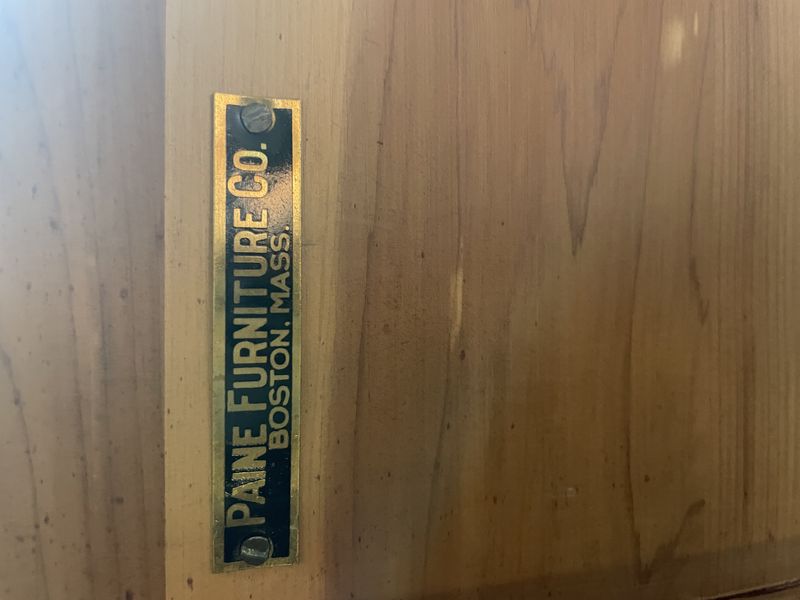 PAINE FURNITURE CO.
BOSTON, MASS.